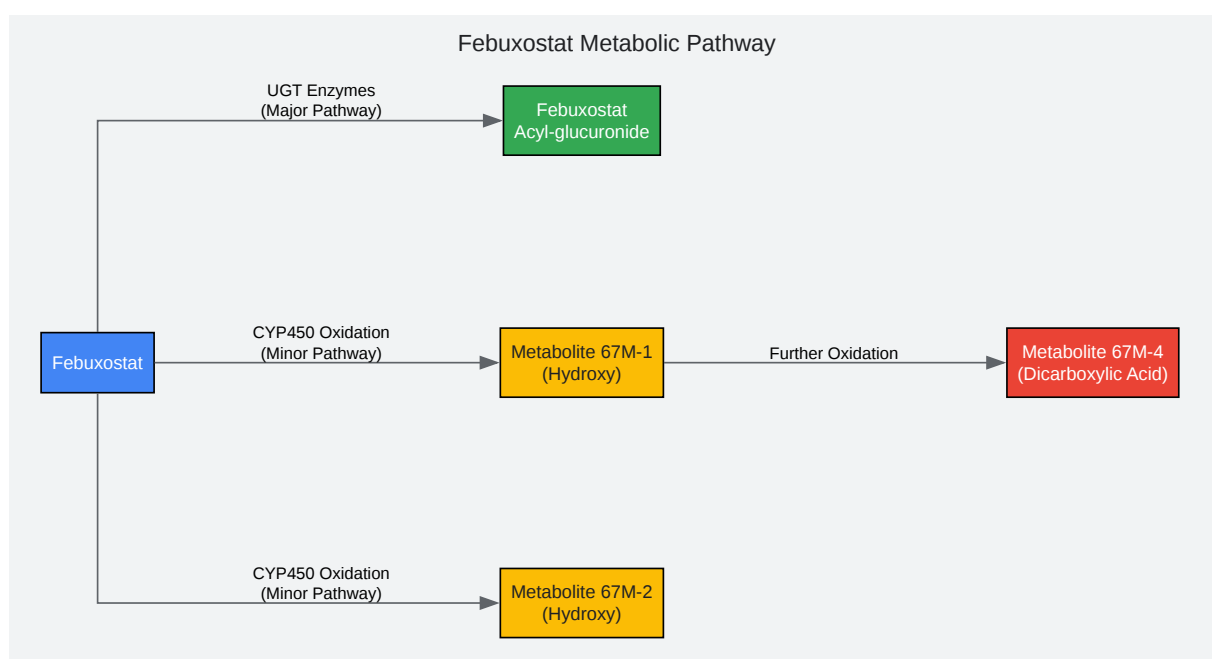 Febuxostat Metabolic Pathway
UGT Enzymes
(Major Pathway)
Febuxostat
Acyl-glucuronide
Febuxostat
CYP450 Oxidation
(Minor Pathway)
Metabolite 67M-1
(Hydroxy)
Further Oxidation
Metabolite 67M-4
(Dicarboxylic Acid)
CYP450 Oxidation
(Minor Pathway)
Metabolite 67M-2
(Hydroxy)